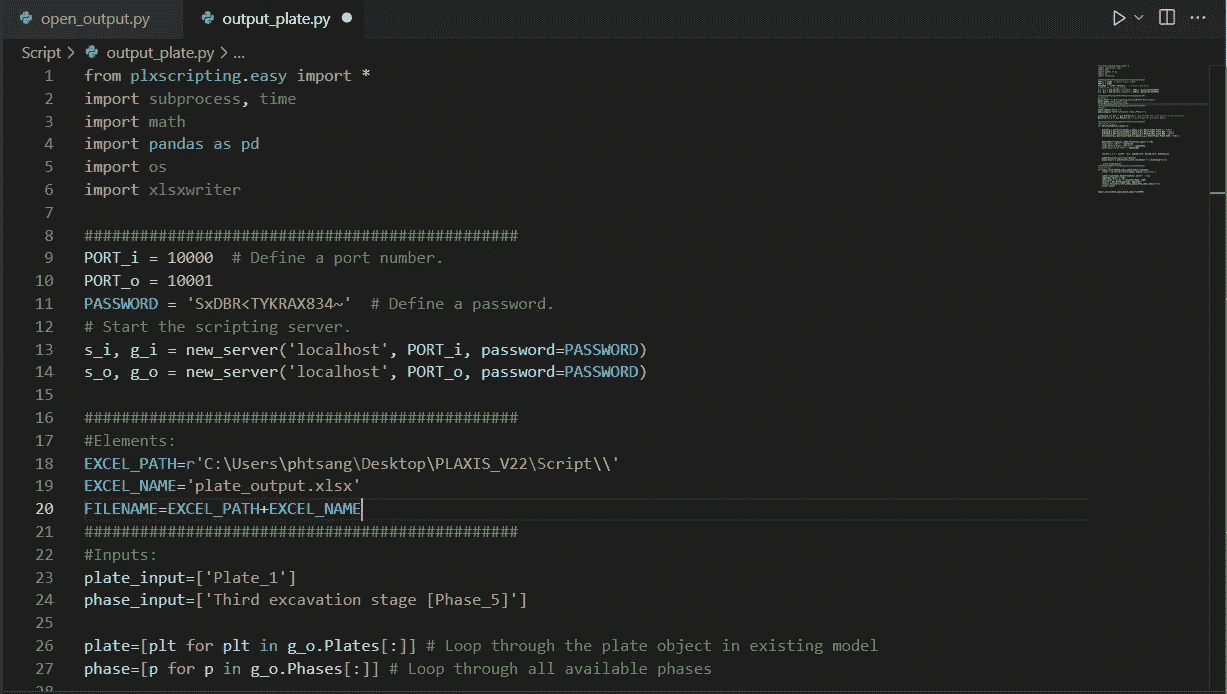 open_output.py
output_plate.py
Script > output_plate.py > ...
1 from plxscripting.easy import *
2 import subprocess, time
3 import math
4 import pandas as pd
5 import os
6 import xlsxwriter
7
8 ###############################################
9 PORT_i = 10000  # Define a port number.
10 PORT_o = 10001
11 PASSWORD = 'SxDBR<TYKRAX834~'  # Define a password.
12 # Start the scripting server.
13 s_i, g_i = new_server('localhost', PORT_i, password=PASSWORD)
14 s_o, g_o = new_server('localhost', PORT_o, password=PASSWORD)
15
16 ###############################################
17 #Elements:
18 EXCEL_PATH=r'C:\Users\phtsang\Desktop\PLAXIS_V22\Script\\'
19 EXCEL_NAME='plate_output.xlsx'
20 FILENAME=EXCEL_PATH+EXCEL_NAME
21 ###############################################
22 #Inputs:
23 plate_input=['Plate_1']
24 phase_input=['Third excavation stage [Phase_5]']
25
26 plate=[plt for plt in g_o.Plates[:]] # Loop through the plate object in existing model
27 phase=[p for p in g_o.Phases[:]] # Loop through all available phases
28